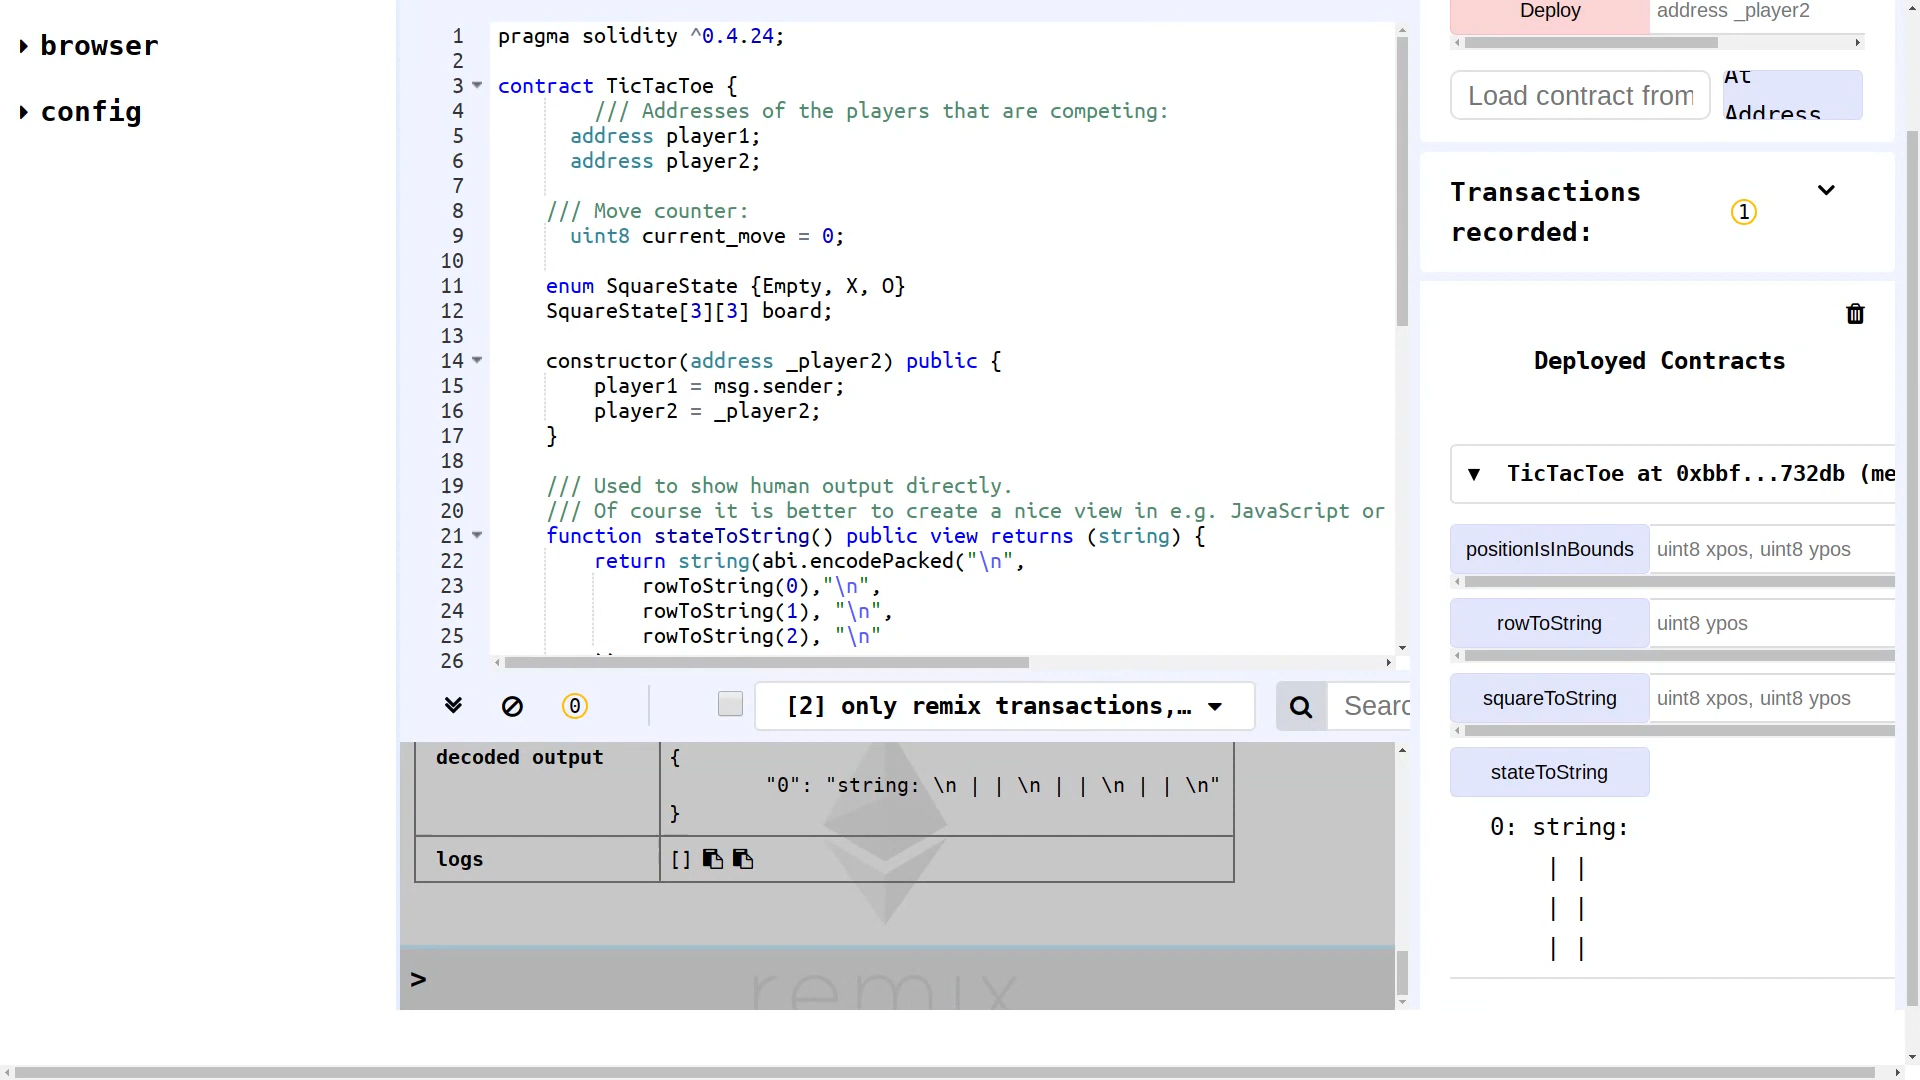 browser
config
1 pragma solidity ^0.4.24;
2
3 contract TicTacToe {
4 /// Addresses of the players that are competing:
5 address player1;
6 address player2;
7
8 /// Move counter:
9 uint8 current_move = 0;
10
11 enum SquareState {Empty, X, O}
12 SquareState[3][3] board;
13
14 constructor(address _player2) public {
15 player1 = msg.sender;
16 player2 = _player2;
17 }
18
19 /// Used to show human output directly.
20 /// Of course it is better to create a nice view in e.g. JavaScript or
21 function stateToString() public view returns (string) {
22 return string(abi.encodePacked("\n",
23 rowToString(0),"\n",
24 rowToString(1), "\n",
25 rowToString(2), "\n"
26
0
[2] only remix transactions,…
Searc
decoded output
{
"0": "string: \n | | \n | | \n | | \n"
}
logs
[]
>
remix
Deploy
address _player2
Load contract from
At
Address
Transactions
recorded:
1
Deployed Contracts
TicTacToe at 0xbbf...732db (me
positionIsInBounds
uint8 xpos, uint8 ypos
rowToString
uint8 ypos
squareToString
uint8 xpos, uint8 ypos
stateToString
0: string:
| |
| |
| |